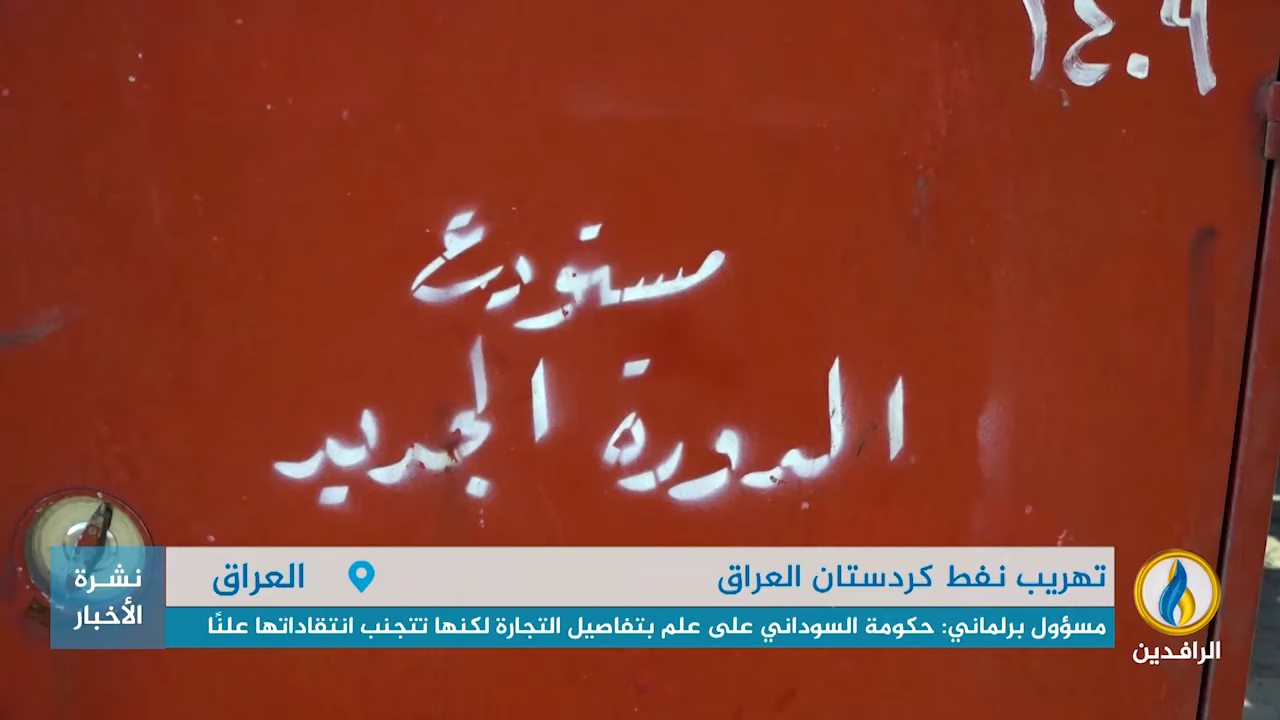 ١٤٠٩
مستودع
الدورة الجديد
تهريب نفط كردستان العراق
العراق
مسؤول برلماني: حكومة السوداني على علم بتفاصيل التجارة لكنها تتجنب انتقاداتها علنًا
نشرة
الأخبار
الرافدين